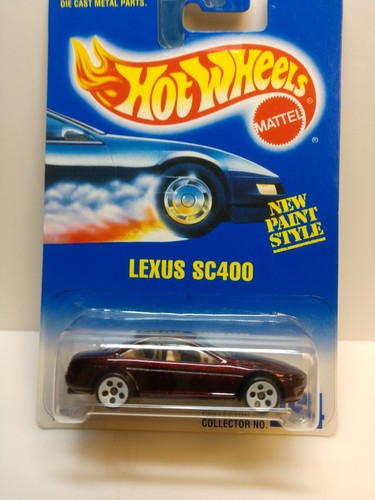 DIE CAST METAL PARTS.
HOT WHEELS
MATTEL
®
NEW
PAINT
STYLE
LEXUS SC400
COLLECTOR NO.